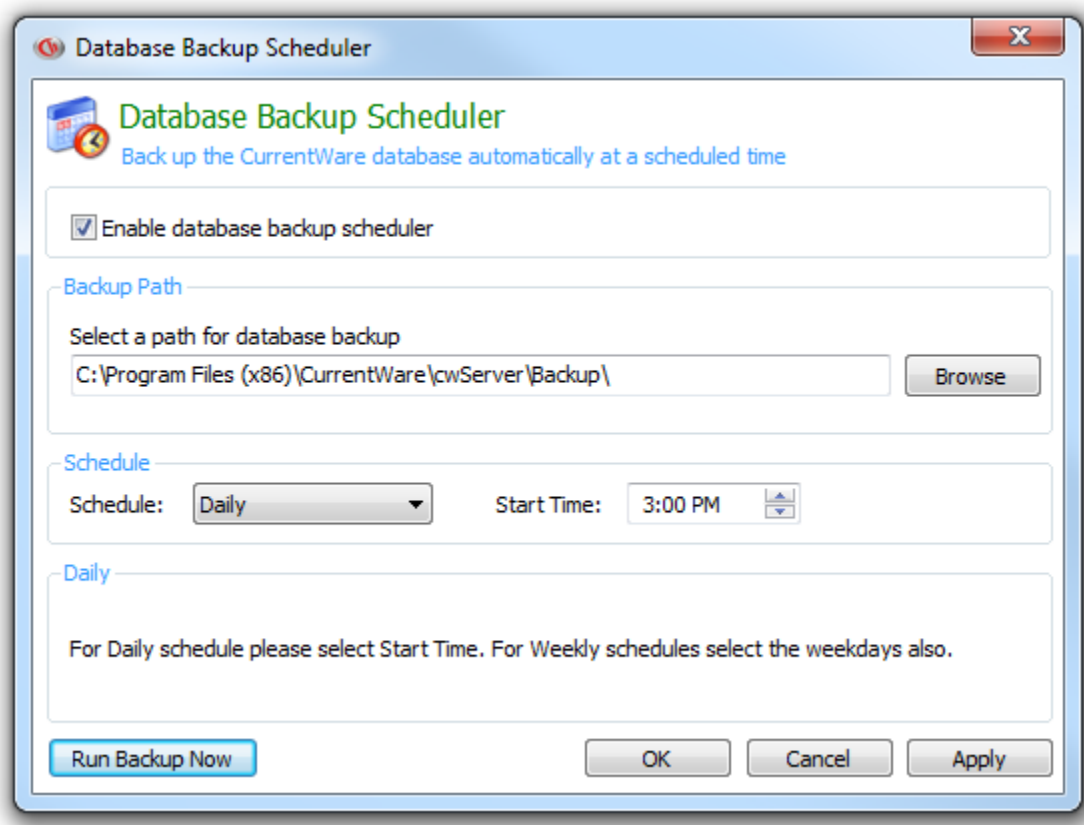 Database Backup Scheduler
Database Backup Scheduler
Back up the CurrentWare database automatically at a scheduled time
Enable database backup scheduler
Backup Path
Select a path for database backup
C:\Program Files (x86)\CurrentWare\cwServer\Backup\ Browse
Schedule
Schedule: Daily Start Time: 3:00 PM
Daily
For Daily schedule please select Start Time. For Weekly schedules select the weekdays also.
Run Backup Now OK Cancel Apply